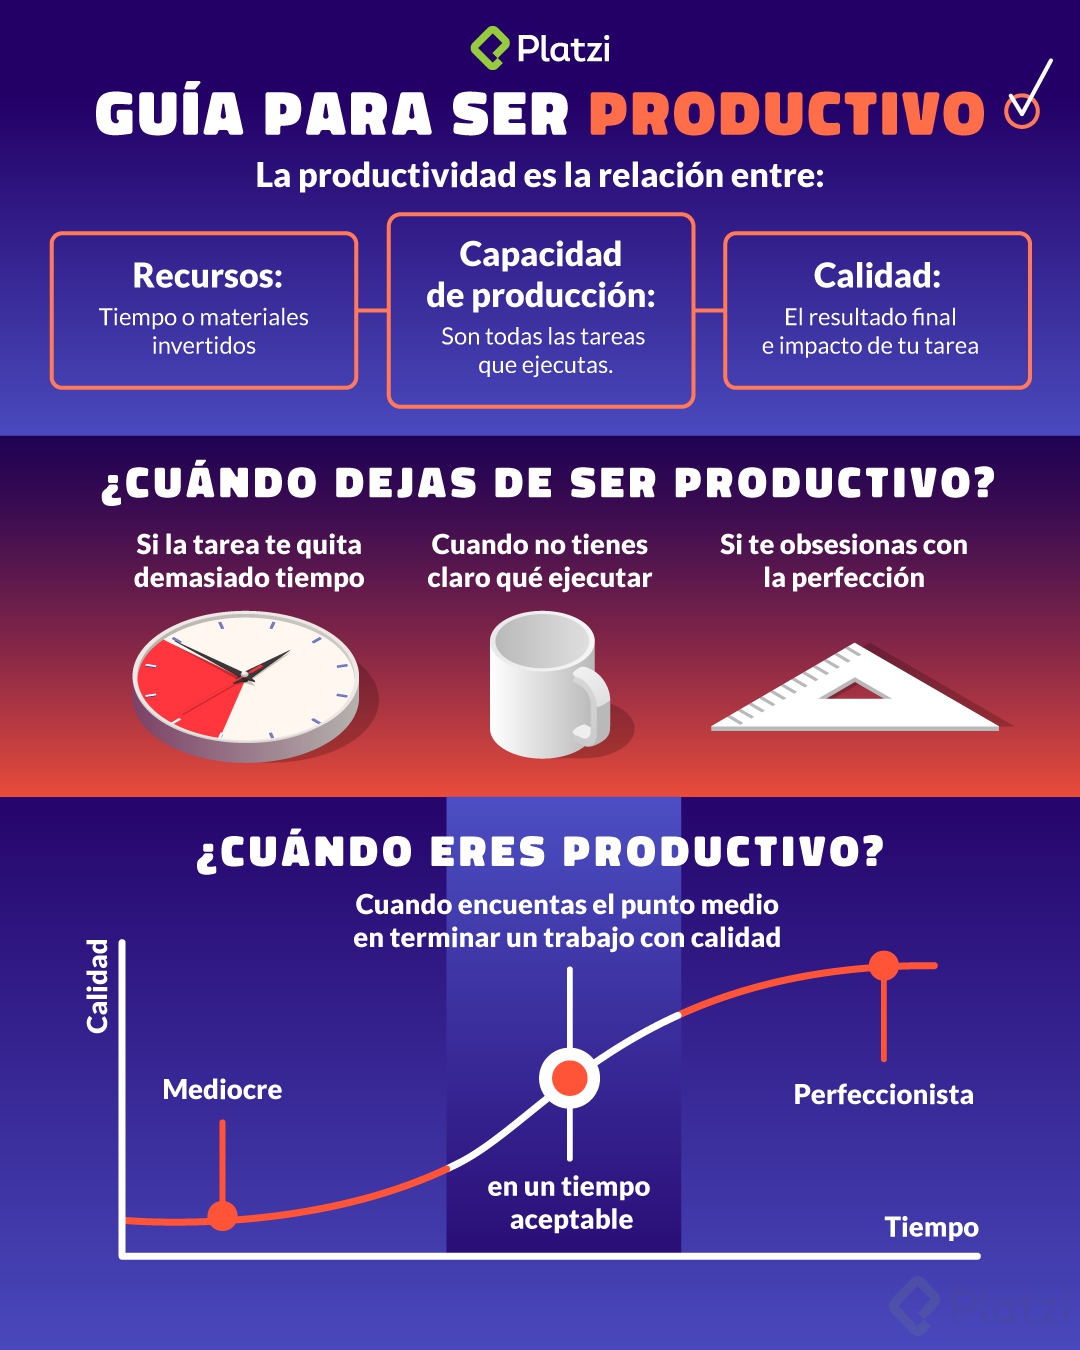 Platzi
GUÍA PARA SER PRODUCTIVO
La productividad es la relación entre:
Recursos:
Tiempo o materiales
invertidos
Capacidad
de producción:
Son todas las tareas
que ejecutas.
Calidad:
El resultado final
e impacto de tu tarea
¿CUÁNDO DEJAS DE SER PRODUCTIVO?
Si la tarea te quita
demasiado tiempo
Cuando no tienes
claro qué ejecutar
Si te obsesionas con
la perfección
¿CUÁNDO ERES PRODUCTIVO?
Cuando encuentas el punto medio
en terminar un trabajo con calidad
Calidad
Mediocre
Perfeccionista
en un tiempo
aceptable
Tiempo
Platzi